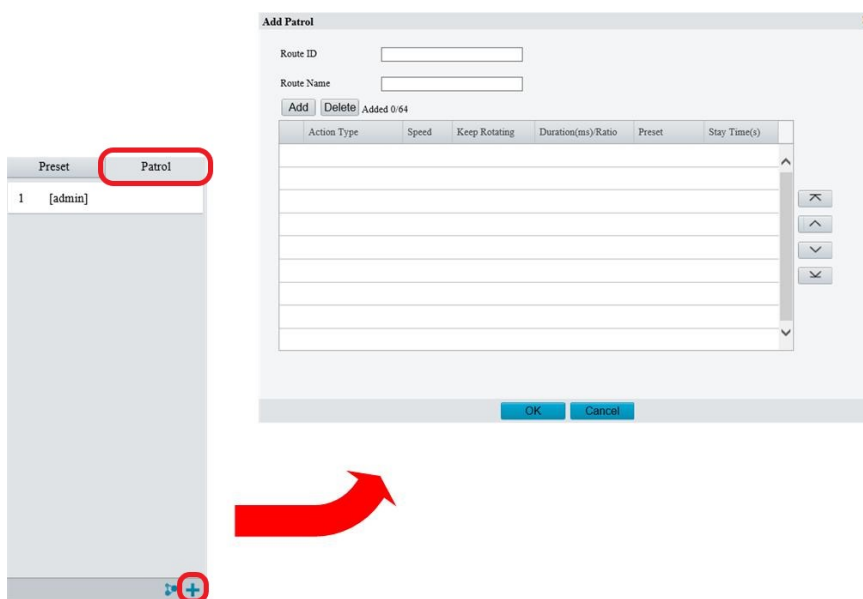 Add Patrol
Route ID
Route Name
Add Delete Added 0/64
Action Type Speed Keep Rotating Duration(ms)/Ratio Preset Stay Time(s)
OK Cancel
Preset Patrol
1 [admin]